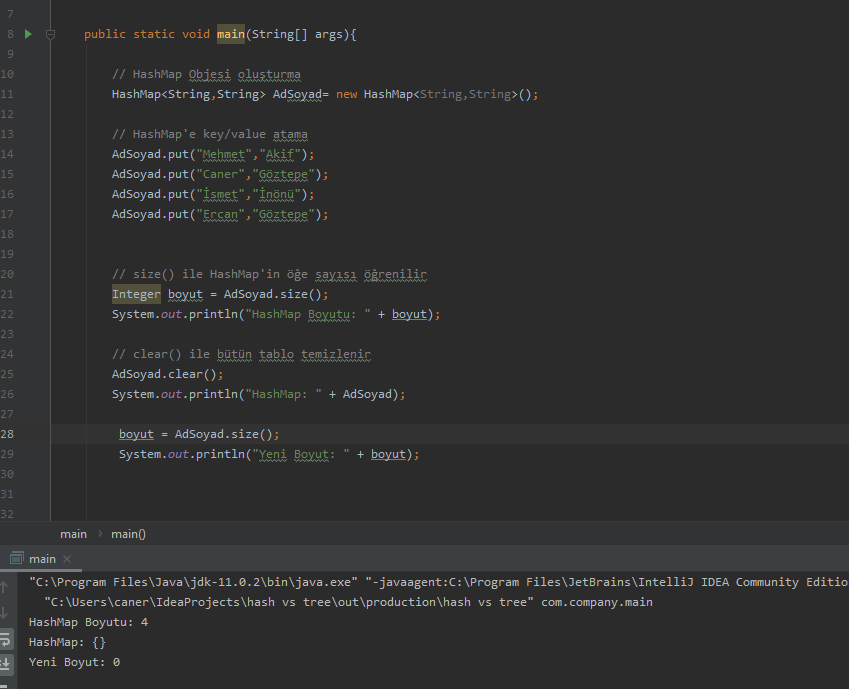 7
8 public static void main(String[] args){
9
10 // HashMap Objesi oluşturma
11 HashMap<String,String> AdSoyad= new HashMap<String,String>();
12
13 // HashMap'e key/value atama
14 AdSoyad.put("Mehmet","Akif");
15 AdSoyad.put("Caner","Göztepe");
16 AdSoyad.put("İsmet","İnönü");
17 AdSoyad.put("Ercan","Göztepe");
18
19
20 // size() ile HashMap'in öğe sayısı öğrenilir
21 Integer boyut = AdSoyad.size();
22 System.out.println("HashMap Boyutu: " + boyut);
23
24 // clear() ile bütün tablo temizlenir
25 AdSoyad.clear();
26 System.out.println("HashMap: " + AdSoyad);
27
28 boyut = AdSoyad.size();
29 System.out.println("Yeni Boyut: " + boyut);
30
31
32
main › main()
main ×
"C:\Program Files\Java\jdk-11.0.2\bin\java.exe" "-javaagent:C:\Program Files\JetBrains\IntelliJ IDEA Community Editio
"C:\Users\caner\IdeaProjects\hash vs tree\out\production\hash vs tree" com.company.main
HashMap Boyutu: 4
HashMap: {}
Yeni Boyut: 0